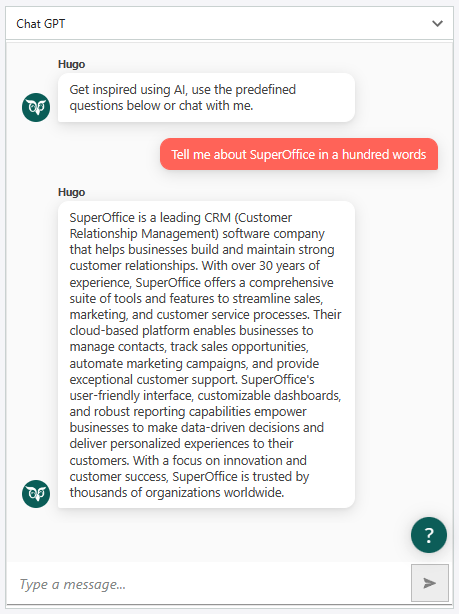 Chat GPT
Hugo
Get inspired using AI, use the predefined
questions below or chat with me.
Tell me about SuperOffice in a hundred words
Hugo
SuperOffice is a leading CRM (Customer
Relationship Management) software company
that helps businesses build and maintain strong
customer relationships. With over 30 years of
experience, SuperOffice offers a comprehensive
suite of tools and features to streamline sales,
marketing, and customer service processes. Their
cloud-based platform enables businesses to
manage contacts, track sales opportunities,
automate marketing campaigns, and provide
exceptional customer support. SuperOffice's
user-friendly interface, customizable dashboards,
and robust reporting capabilities empower
businesses to make data-driven decisions and
deliver personalized experiences to their
customers. With a focus on innovation and
customer success, SuperOffice is trusted by
thousands of organizations worldwide.
?
Type a message...